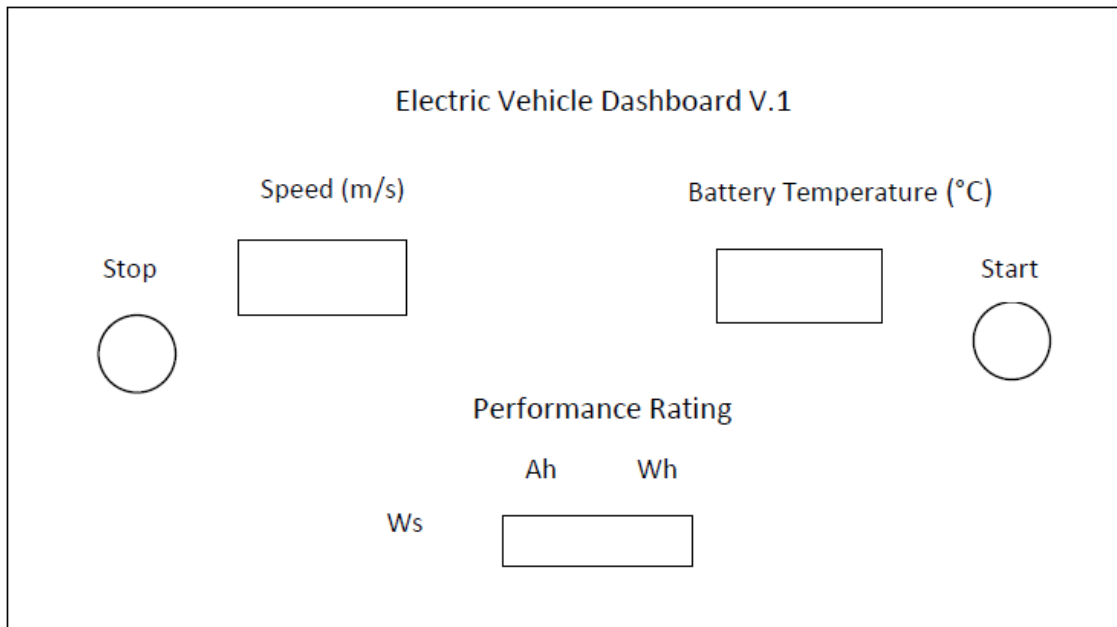 Electric Vehicle Dashboard V.1
Speed (m/s)
Battery Temperature (°C)
Stop
Start
Performance Rating
Ah Wh
Ws